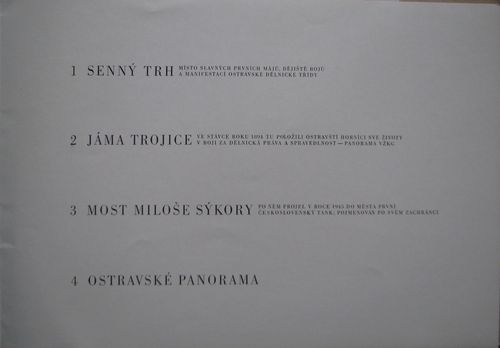 1 SENNÝ TRH MÍSTO SLAVNÝCH PRVNÍCH MÁJŮ, DĚJIŠTĚ BOJŮ
A MANIFESTACÍ OSTRAVSKÉ DĚLNICKÉ TŘÍDY
2 JÁMA TROJICE VE STÁVCE ROKU 1894 TU POLOŽILI OSTRAVŠTÍ HORNÍCI SVÉ ŽIVOTY
V BOJI ZA DĚLNICKÁ PRÁVA A SPRAVEDLNOST — PANORAMA VŽKG
3 MOST MILOŠE SÝKORY PO NĚM PROJEL V ROCE 1945 DO MĚSTA PRVNÍ
ČESKOSLOVENSKÝ TANK; POJMENOVÁN PO SVÉM ZACHRÁNCI
4 OSTRAVSKÉ PANORAMA